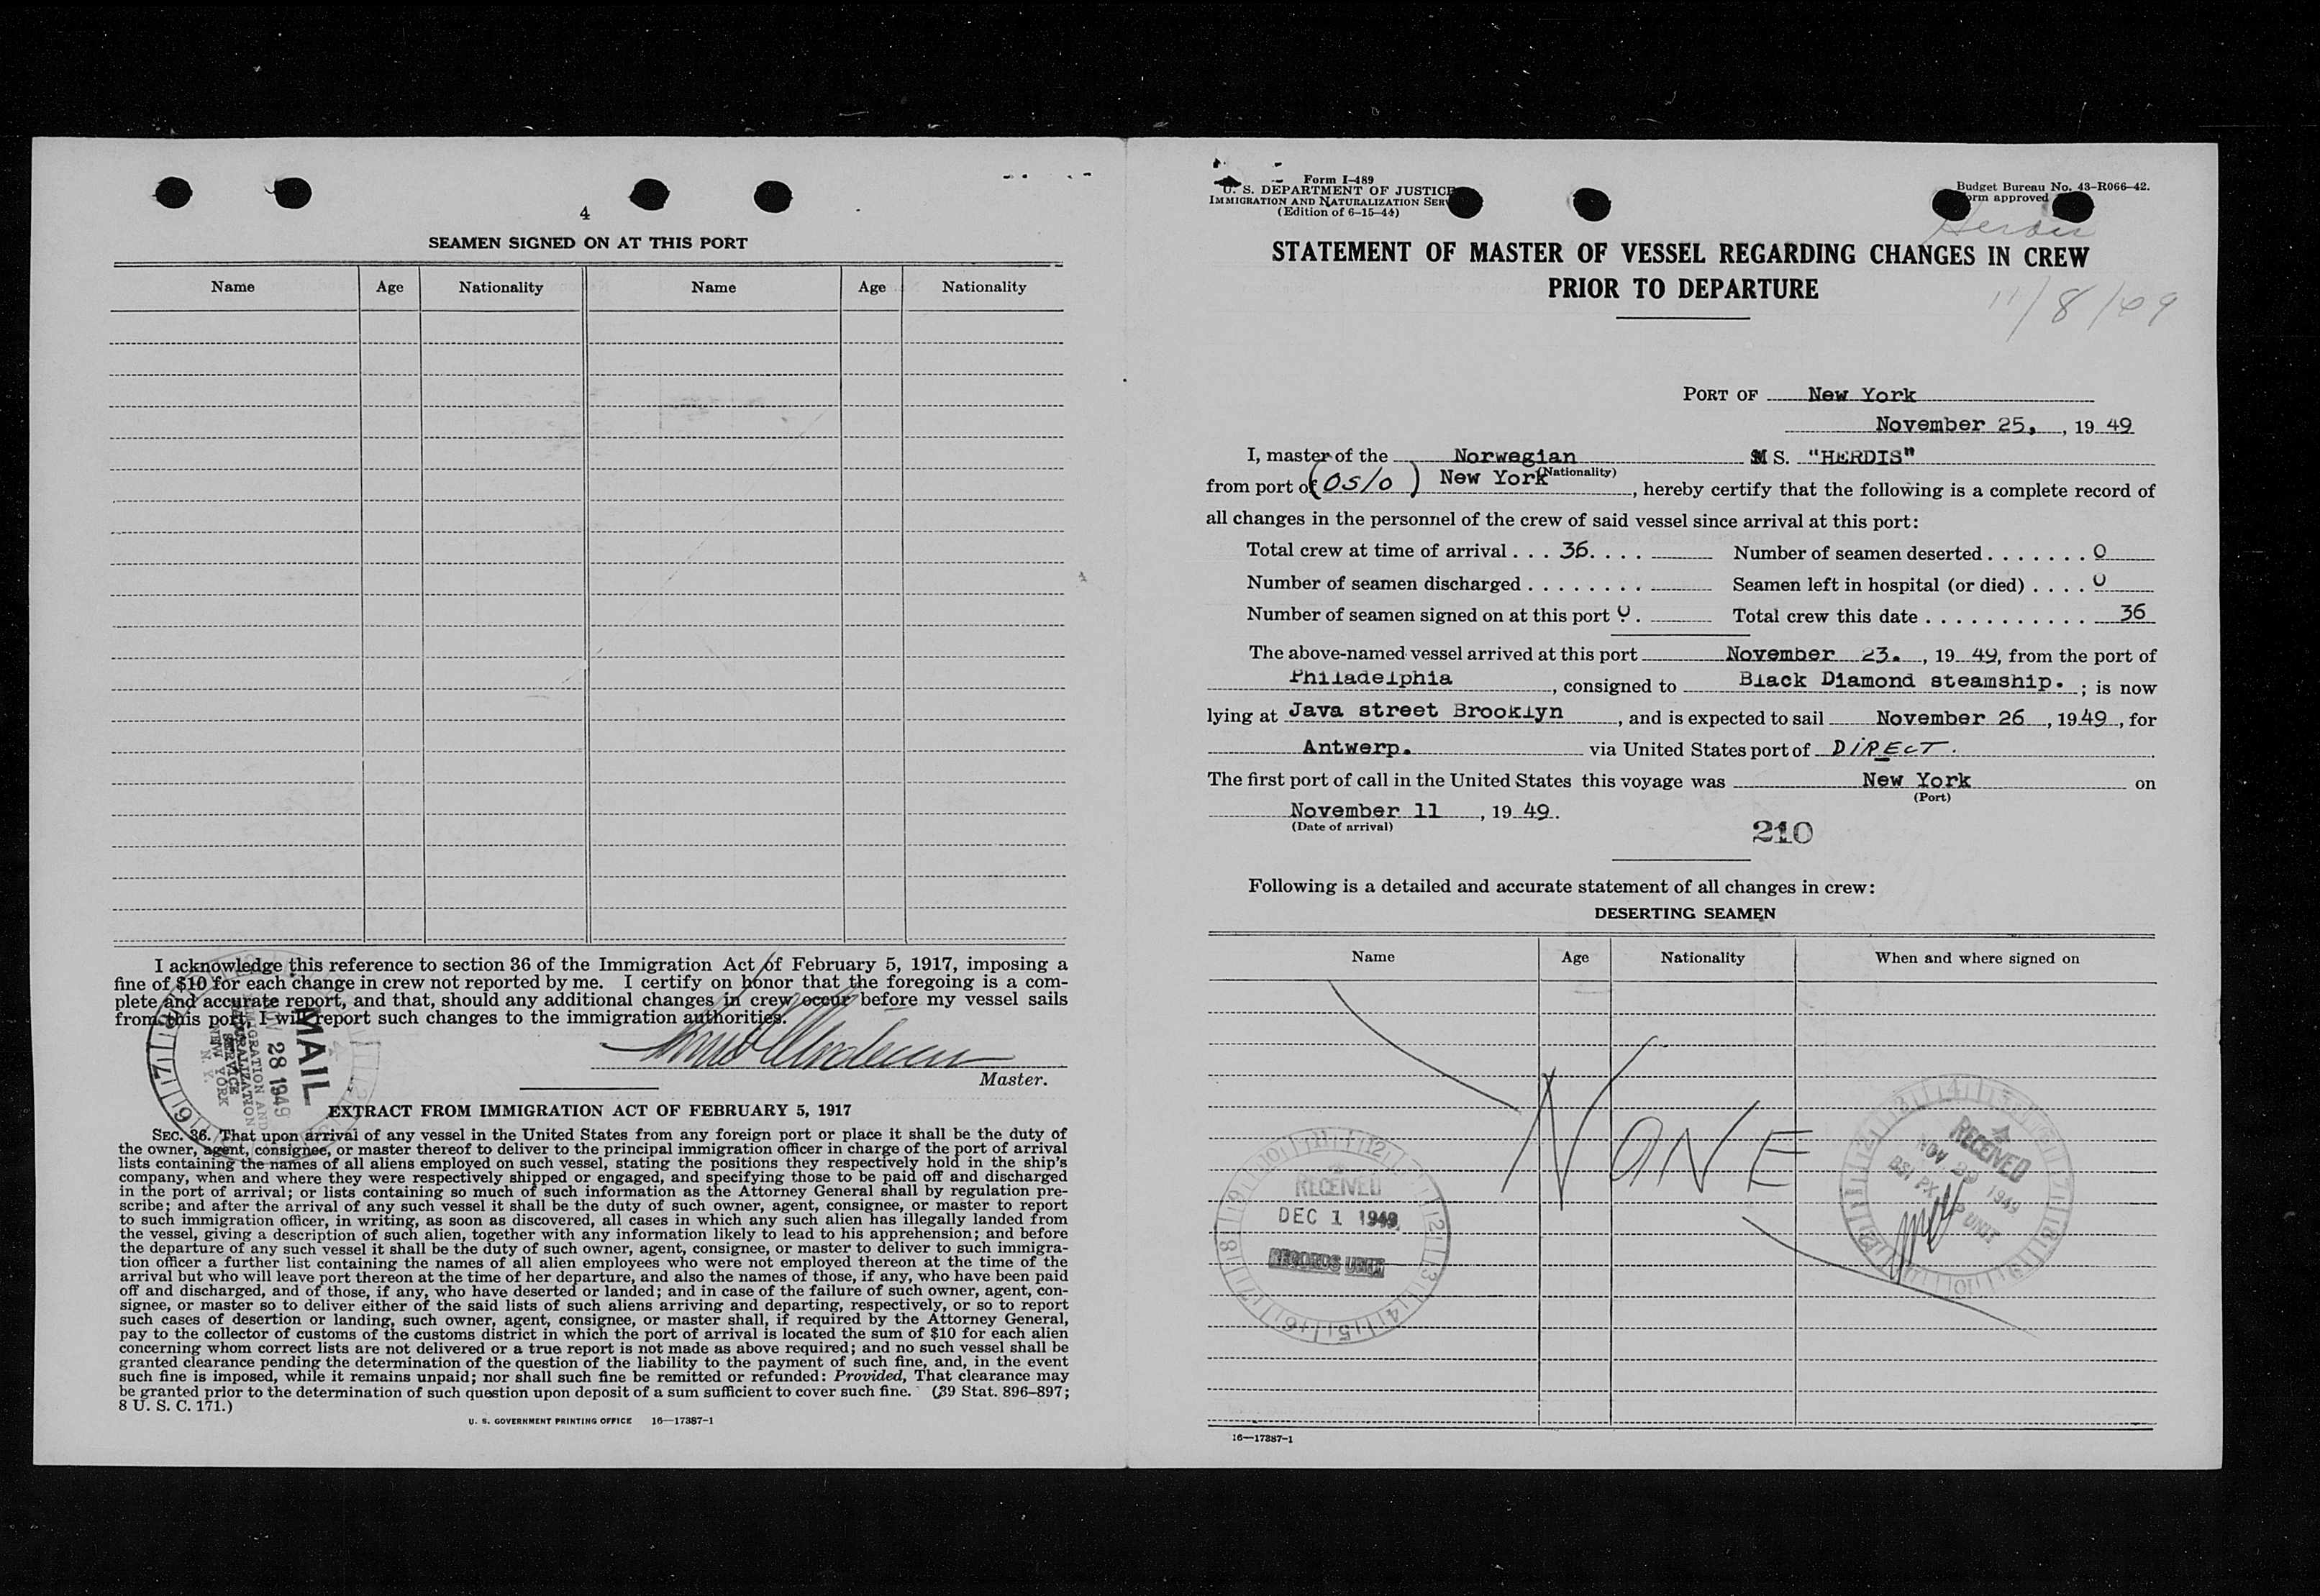 4
SEAMEN SIGNED ON AT THIS PORT
Name Age Nationality Name Age Nationality
I acknowledge this reference to section 36 of the Immigration Act of February 5, 1917, imposing a
fine of $10 for each change in crew not reported by me. I certify on honor that the foregoing is a com-
plete and accurate report, and that, should any additional changes in crew occur before my vessel sails
from this port, I will report such changes to the immigration authorities.
Master.
MAIL
28 1949
IMMIGRATION AND
NATURALIZATION
SERVICE
NEW YORK
N. Y.
EXTRACT FROM IMMIGRATION ACT OF FEBRUARY 5, 1917
SEC. 36. That upon arrival of any vessel in the United States from any foreign port or place it shall be the duty of
the owner, agent, consignee, or master thereof to deliver to the principal immigration officer in charge of the port of arrival
lists containing the names of all aliens employed on such vessel, stating the positions they respectively hold in the ship's
company, when and where they were respectively shipped or engaged, and specifying those to be paid off and discharged
in the port of arrival; or lists containing so much of such information as the Attorney General shall by regulation pre-
scribe; and after the arrival of any such vessel it shall be the duty of such owner, agent, consignee, or master to report
to such immigration officer, in writing, as soon as discovered, all cases in which any such alien has illegally landed from
the vessel, giving a description of such alien, together with any information likely to lead to his apprehension; and before
the departure of any such vessel it shall be the duty of such owner, agent, consignee, or master to deliver to such immigra-
tion officer a further list containing the names of all alien employees who were not employed thereon at the time of the
arrival but who will leave port thereon at the time of her departure, and also the names of those, if any, who have been paid
off and discharged, and of those, if any, who have deserted or landed; and in case of the failure of such owner, agent, con-
signee, or master so to deliver either of the said lists of such aliens arriving and departing, respectively, or so to report
such cases of desertion or landing, such owner, agent, consignee, or master shall, if required by the Attorney General,
pay to the collector of customs of the customs district in which the port of arrival is located the sum of $10 for each alien
concerning whom correct lists are not delivered or a true report is not made as above required; and no such vessel shall be
granted clearance pending the determination of the question of the liability to the payment of such fine, and, in the event
such fine is imposed, while it remains unpaid; nor shall such fine be remitted or refunded: Provided, That clearance may
be granted prior to the determination of such question upon deposit of a sum sufficient to cover such fine. (39 Stat. 896–897;
8 U. S. C. 171.)
U. S. GOVERNMENT PRINTING OFFICE 16—17387-1
Form I-489
U. S. DEPARTMENT OF JUSTICE
IMMIGRATION AND NATURALIZATION SERV
(Edition of 6-15-44)
Budget Bureau No. 43-R066-42.
orm approved
STATEMENT OF MASTER OF VESSEL REGARDING CHANGES IN CREW
PRIOR TO DEPARTURE
11/8/49
PORT OF New York
November 25, , 19 49
I, master of the Norwegian M S. "HERDIS"
(Nationality)
from port of (Oslo) New York , hereby certify that the following is a complete record of
all changes in the personnel of the crew of said vessel since arrival at this port:
Total crew at time of arrival . . . 36. . . . Number of seamen deserted . . . . . . . 0
Number of seamen discharged . . . . . . . . Seamen left in hospital (or died) . . . . 0
Number of seamen signed on at this port 0 . Total crew this date . . . . . . . . . . . 36
The above-named vessel arrived at this port November 23. , 19 49, from the port of
Philadelphia , consigned to Black Diamond steamship. ; is now
lying at Java street Brooklyn , and is expected to sail November 26 , 19 49 , for
Antwerp. via United States port of DIRECT.
The first port of call in the United States this voyage was New York on
(Port)
November 11 , 19 49.
(Date of arrival)
210
Following is a detailed and accurate statement of all changes in crew:
DESERTING SEAMEN
Name Age Nationality When and where signed on
NONE
RECEIVED
DEC 1 1949
RECORDS UNIT
RECEIVED
NOV 29 1949
UNIT
16—17387-1